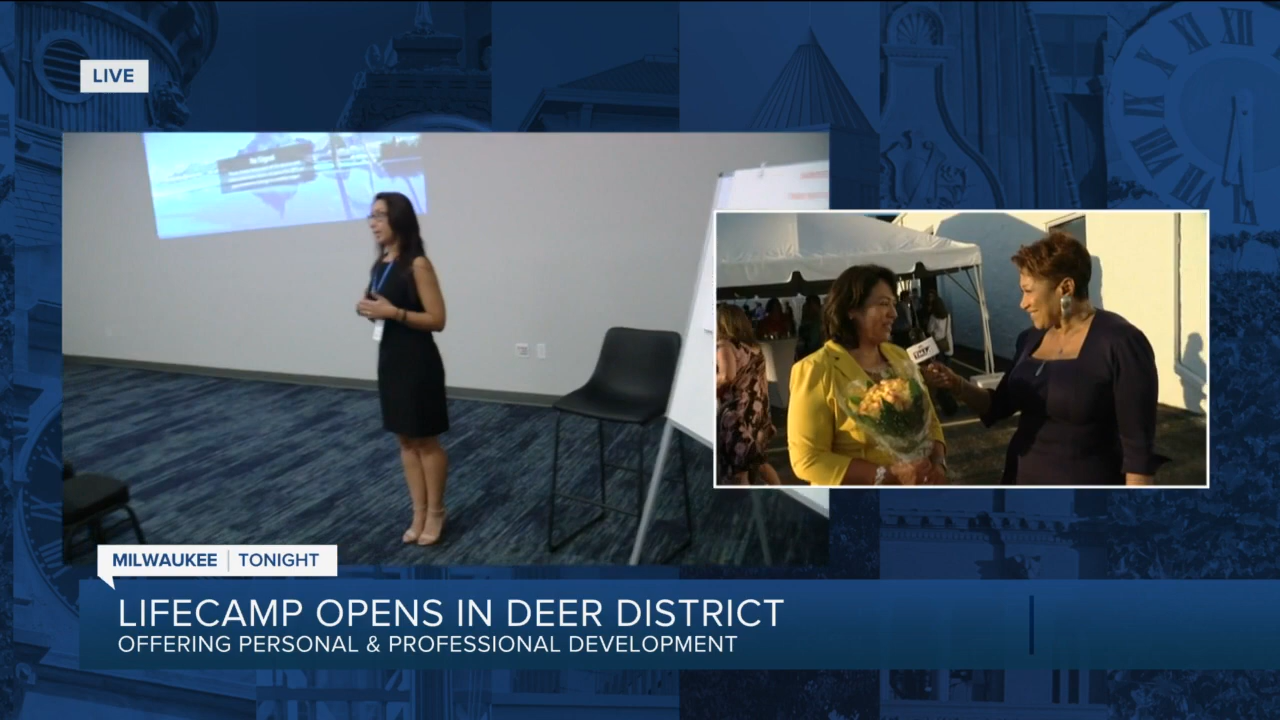 LIVE
MILWAUKEE | TONIGHT
LIFECAMP OPENS IN DEER DISTRICT
OFFERING PERSONAL & PROFESSIONAL DEVELOPMENT